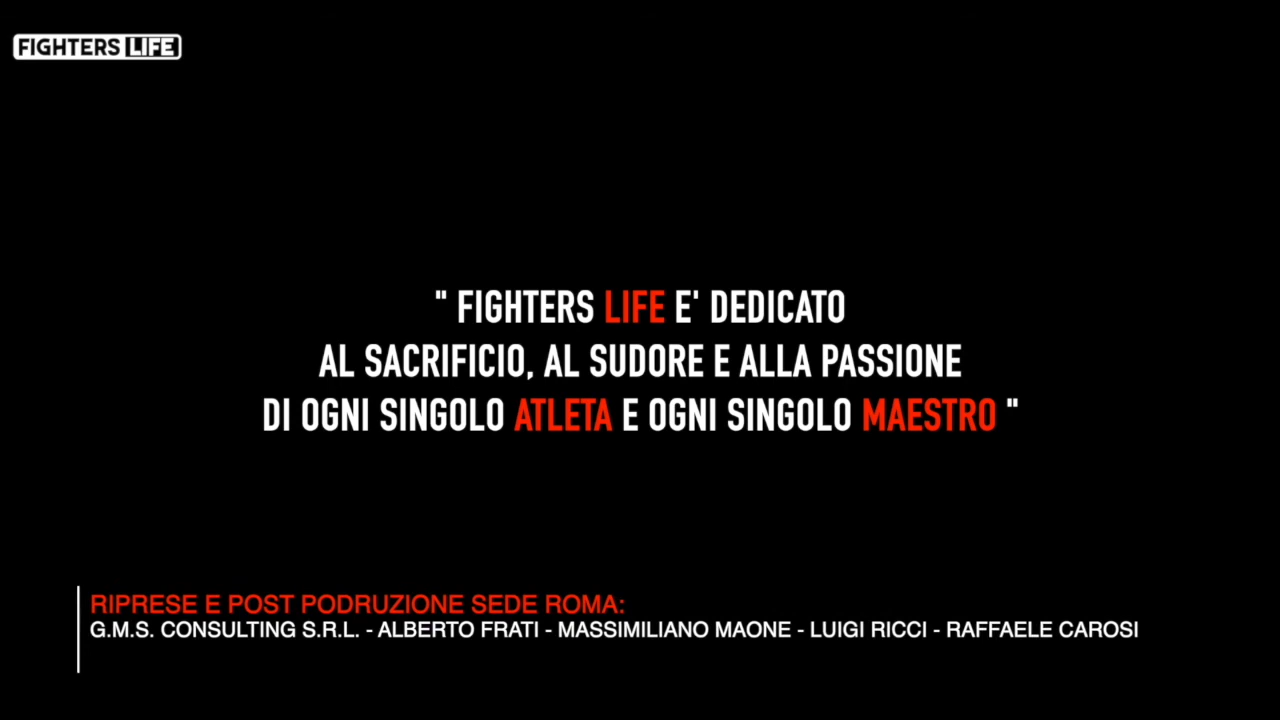 FIGHTERS LIFE
" FIGHTERS LIFE E' DEDICATO
AL SACRIFICIO, AL SUDORE E ALLA PASSIONE
DI OGNI SINGOLO ATLETA E OGNI SINGOLO MAESTRO "
RIPRESE E POST PODRUZIONE SEDE ROMA:
G.M.S. CONSULTING S.R.L. - ALBERTO FRATI - MASSIMILIANO MAONE - LUIGI RICCI - RAFFAELE CAROSI